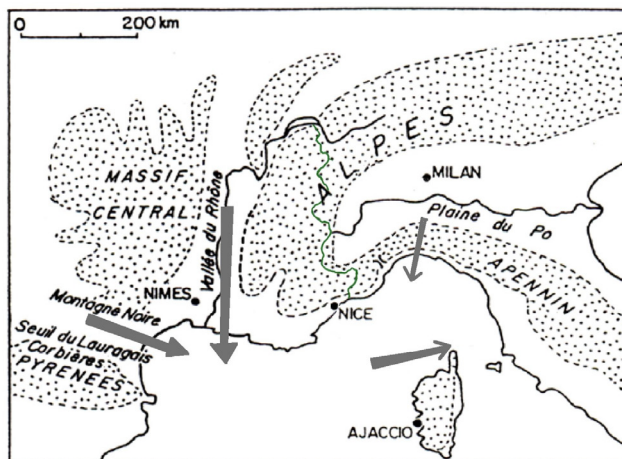 0 200 km
ALPES
MASSIF
CENTRAL
Vallée du Rhône
MILAN
Plaine du Po
APENNIN
NIMES
NICE
Montagne Noire
Seuil du Lauragais
Corbières
PYRENEES
AJACCIO